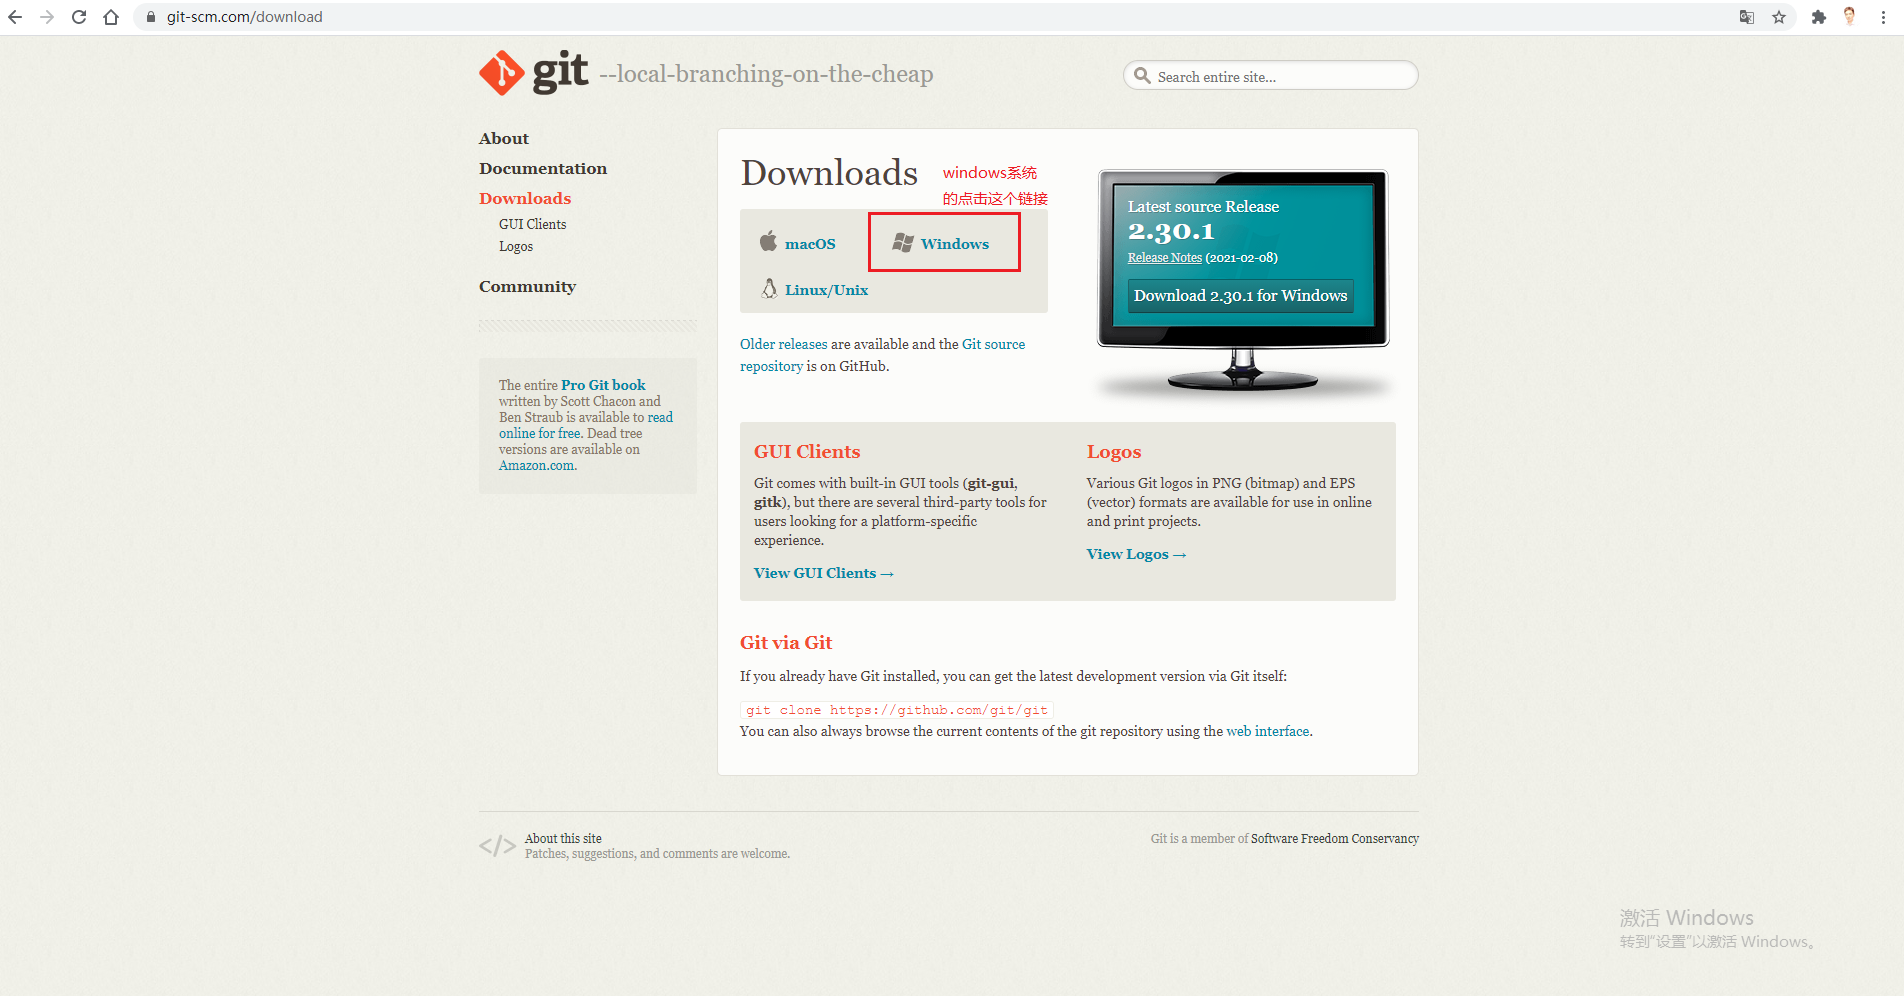 git-scm.com/download
git --local-branching-on-the-cheap
Search entire site...
About
Documentation
Downloads
GUI Clients
Logos
Community
The entire Pro Git book
written by Scott Chacon and
Ben Straub is available to read
online for free. Dead tree
versions are available on
Amazon.com.
Downloads
windows系统
的点击这个链接
macOS
Windows
Linux/Unix
Older releases are available and the Git source
repository is on GitHub.
Latest source Release
2.30.1
Release Notes (2021-02-08)
Download 2.30.1 for Windows
GUI Clients
Git comes with built-in GUI tools (git-gui,
gitk), but there are several third-party tools for
users looking for a platform-specific
experience.
View GUI Clients →
Logos
Various Git logos in PNG (bitmap) and EPS
(vector) formats are available for use in online
and print projects.
View Logos →
Git via Git
If you already have Git installed, you can get the latest development version via Git itself:
git clone https://github.com/git/git
You can also always browse the current contents of the git repository using the web interface.
</> About this site
Patches, suggestions, and comments are welcome.
Git is a member of Software Freedom Conservancy
激活 Windows
转到"设置"以激活 Windows。